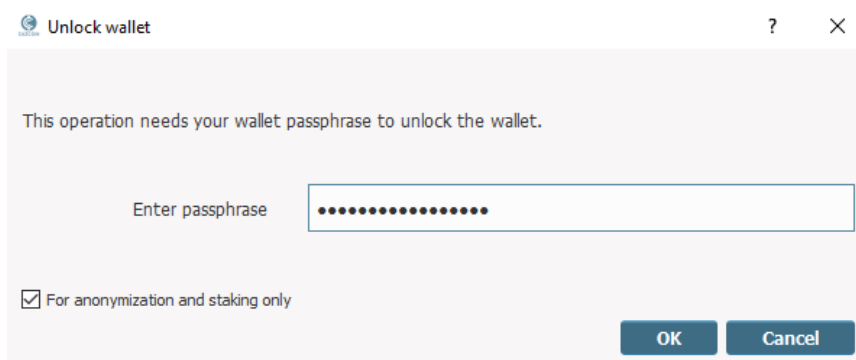 Unlock wallet
?
This operation needs your wallet passphrase to unlock the wallet.
Enter passphrase
•••••••••••••••••
For anonymization and staking only
OK
Cancel